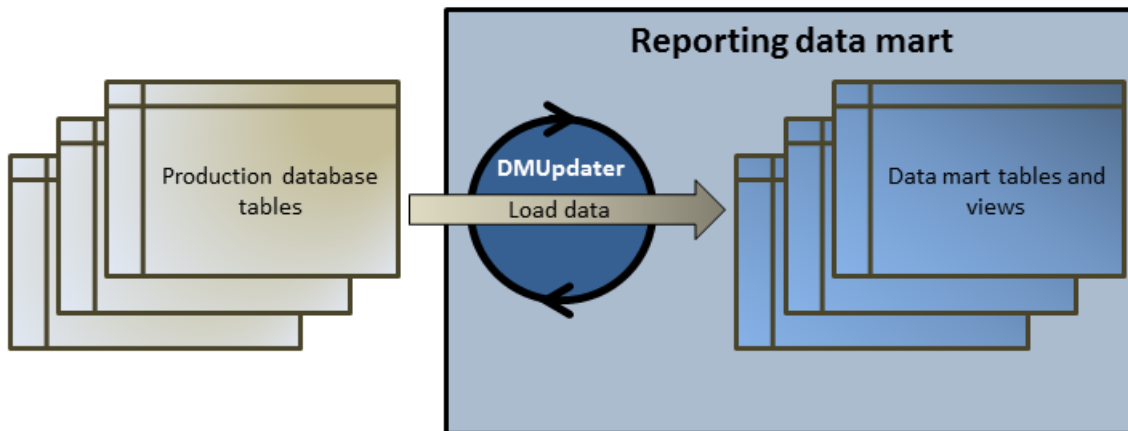 Reporting data mart
Production database
tables
DMUpdater
Load data
Data mart tables and
views